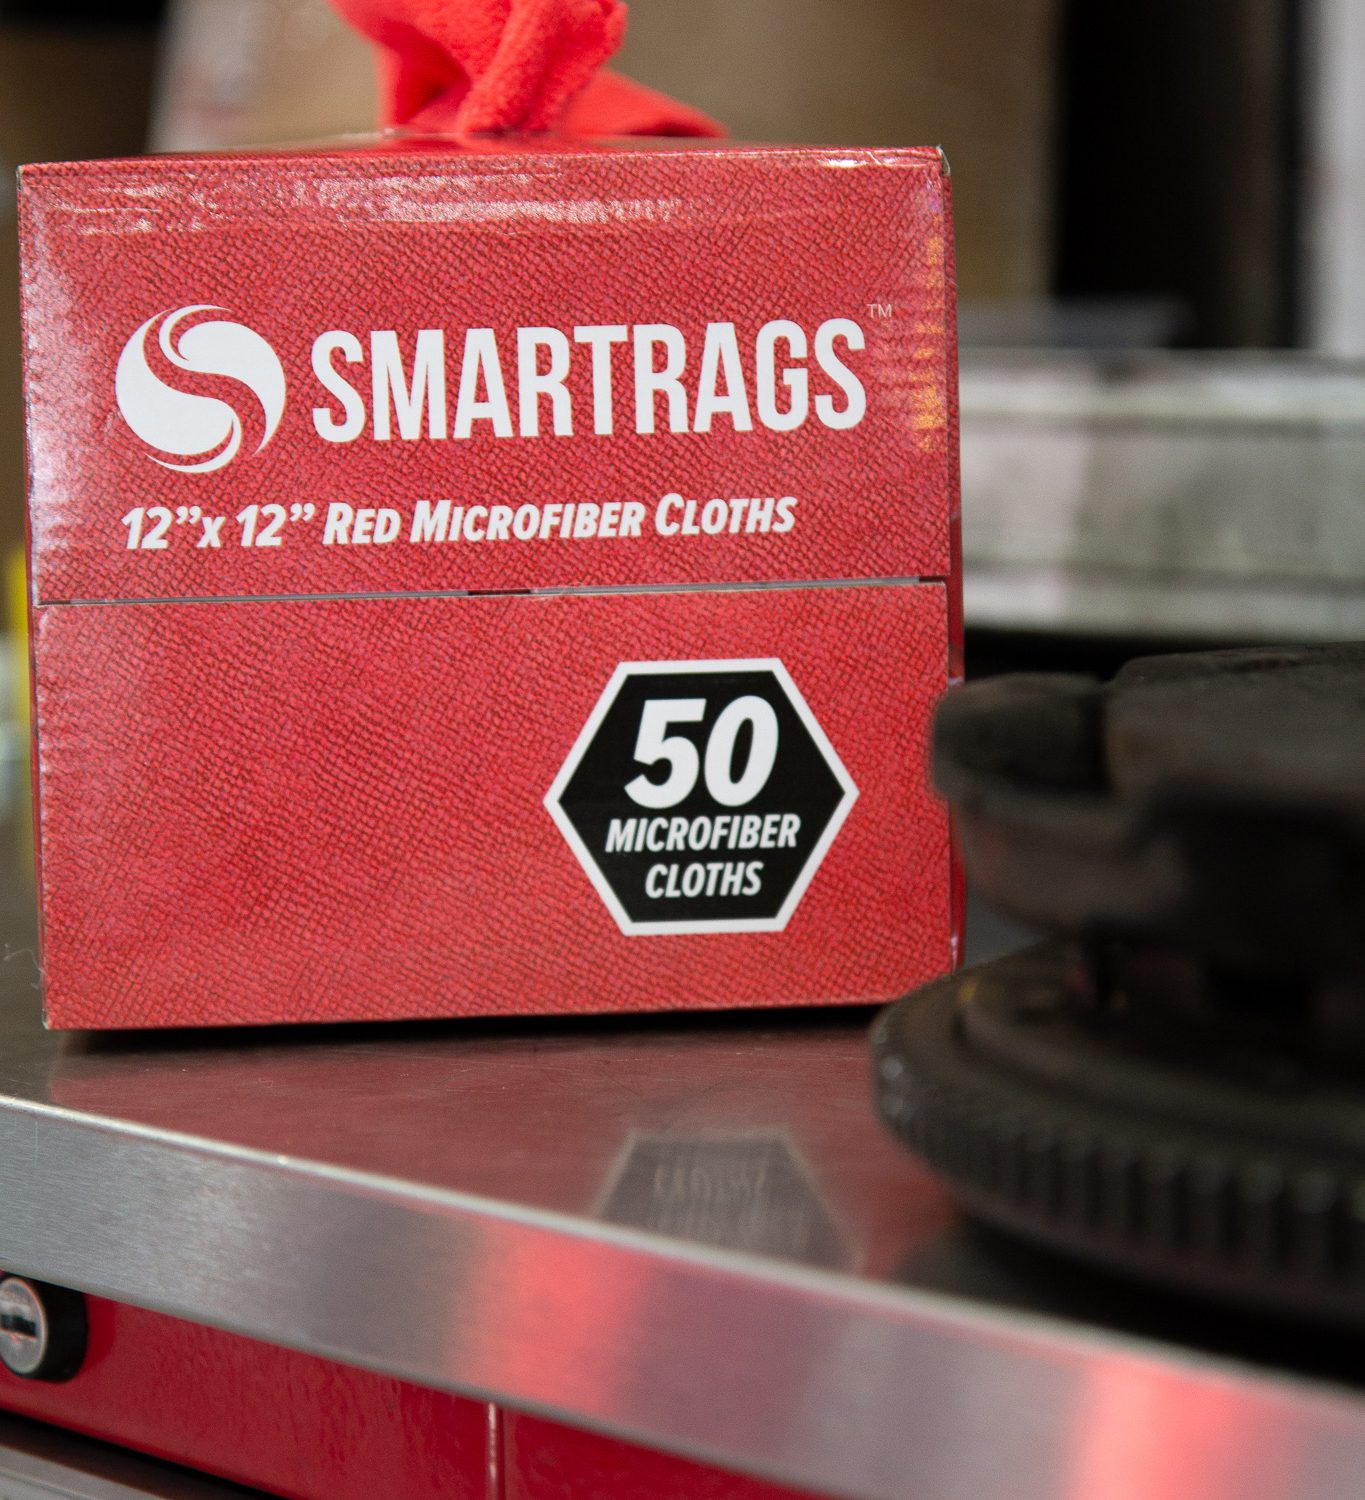 SMARTRAGS™
12”x 12” RED MICROFIBER CLOTHS
50
MICROFIBER
CLOTHS